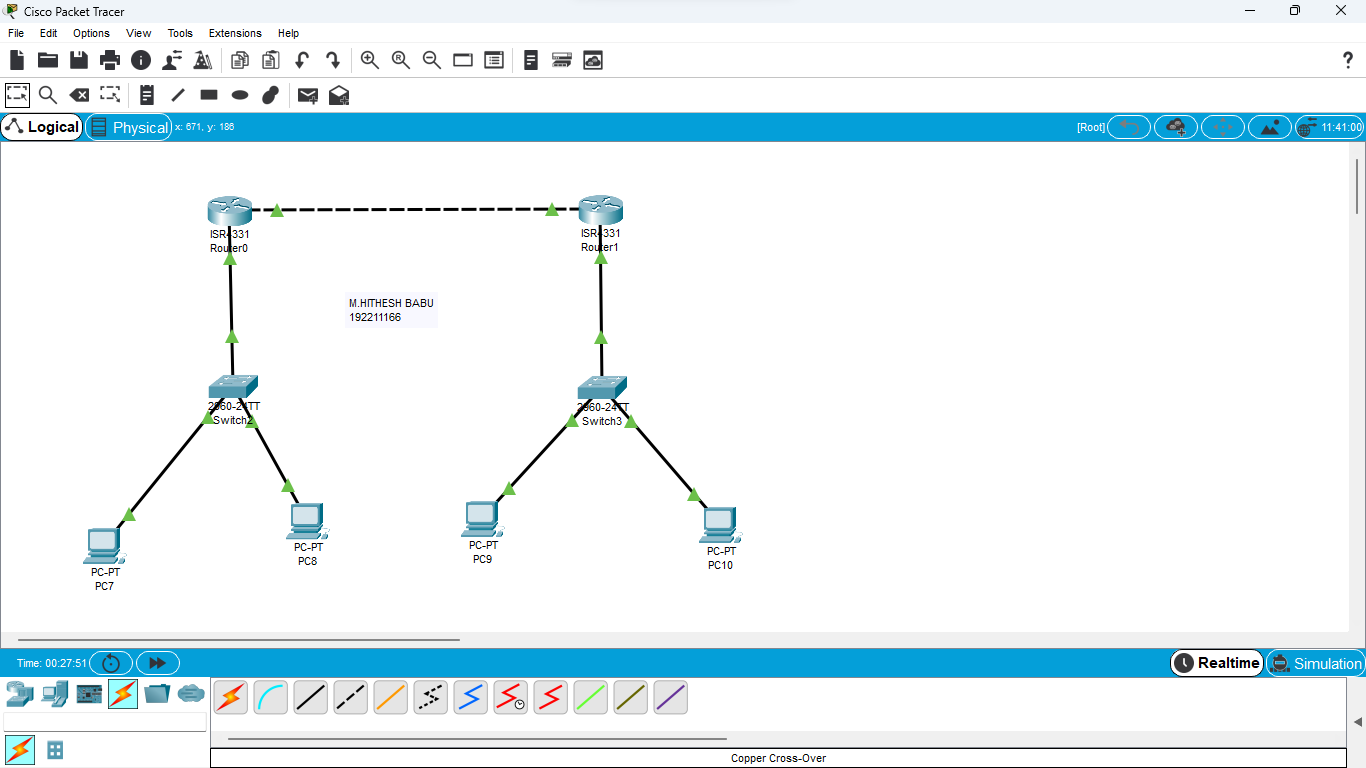 Cisco Packet Tracer
File Edit Options View Tools Extensions Help
Logical Physical x: 671, y: 186 [Root] 11:41:00
ISR4331
Router0
ISR4331
Router1
M.HITHESH BABU
192211166
2960-24TT
Switch2
2960-24TT
Switch3
PC-PT
PC7
PC-PT
PC8
PC-PT
PC9
PC-PT
PC10
Time: 00:27:51 Realtime Simulation
Copper Cross-Over